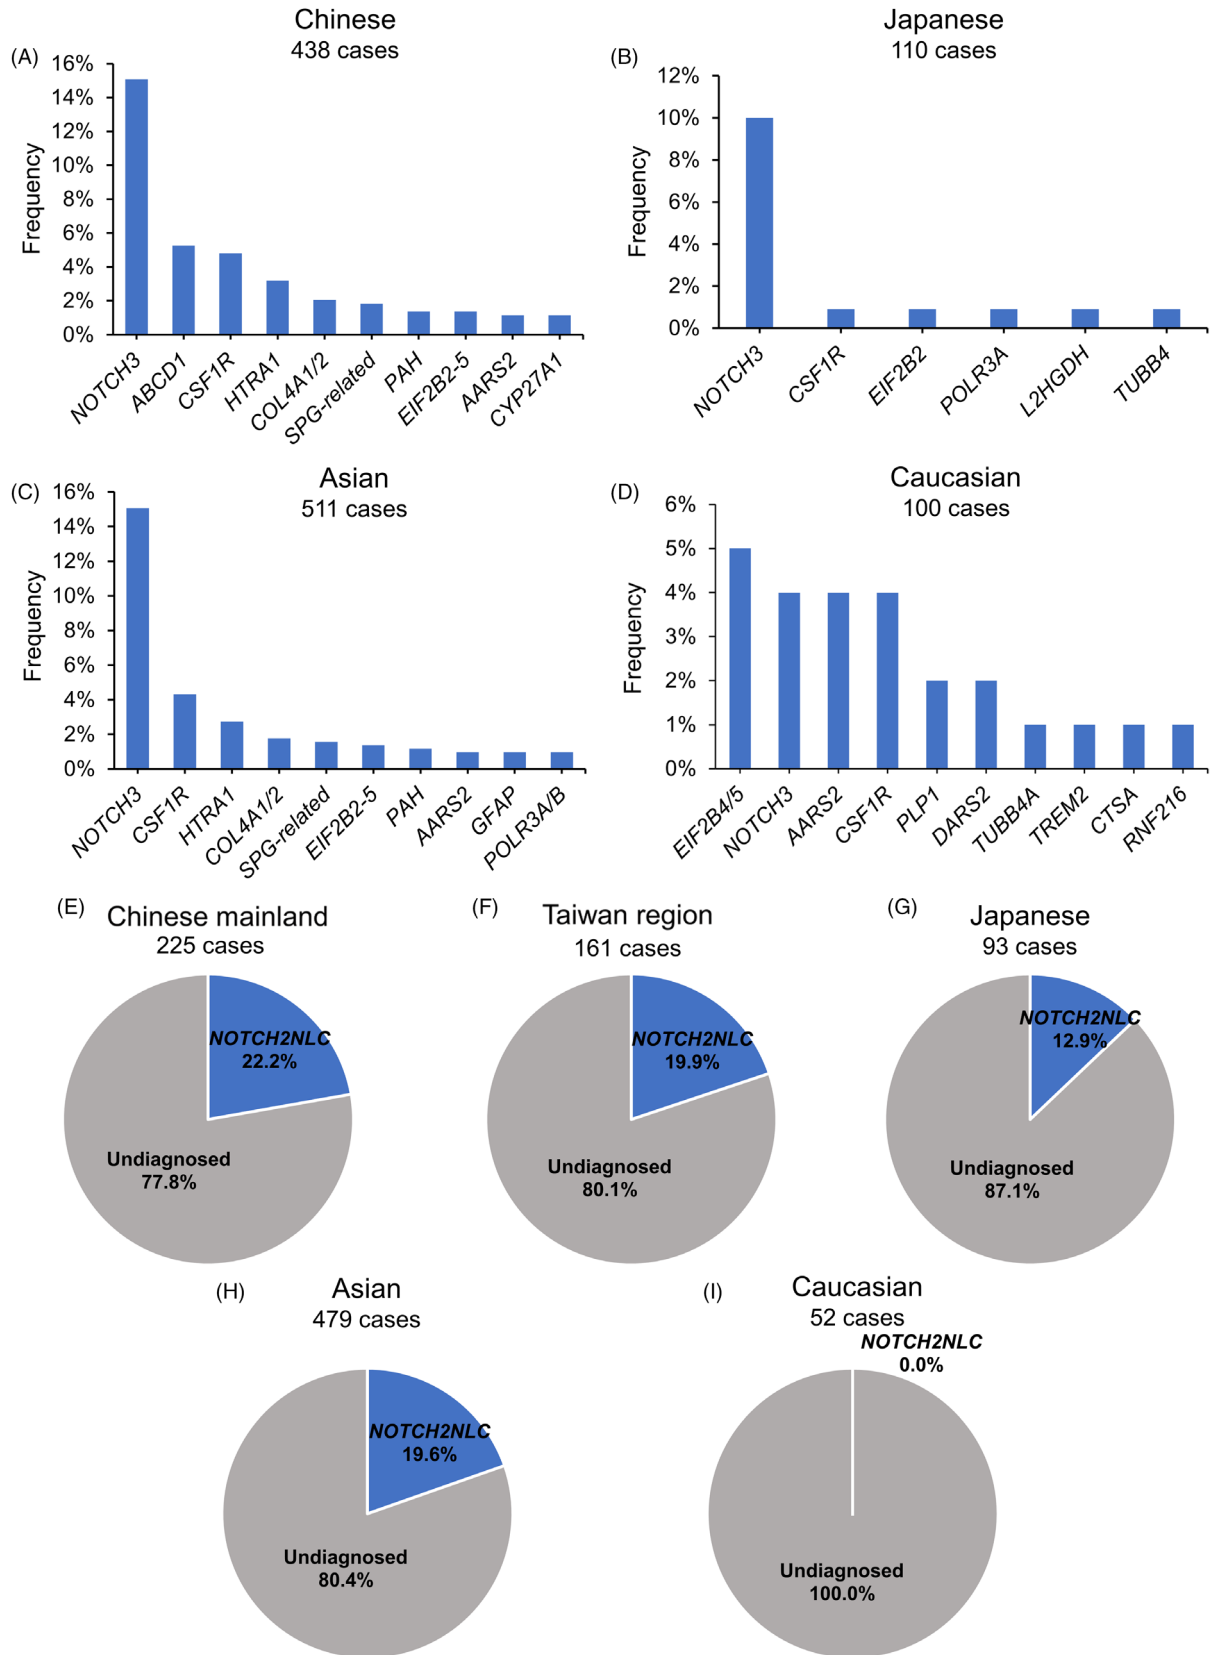 Chinese
438 cases
(A)
16%
14%
12%
10%
8%
6%
4%
2%
0%
Frequency
NOTCH3
ABCD1
CSF1R
HTRA1
COL4A1/2
SPG-related
PAH
EIF2B2-5
AARS2
CYP27A1
Japanese
110 cases
(B)
12%
10%
8%
6%
4%
2%
0%
Frequency
NOTCH3
CSF1R
EIF2B2
POLR3A
L2HGDH
TUBB4
Asian
511 cases
(C)
16%
14%
12%
10%
8%
6%
4%
2%
0%
Frequency
NOTCH3
CSF1R
HTRA1
COL4A1/2
SPG-related
EIF2B2-5
PAH
AARS2
GFAP
POLR3A/B
Caucasian
100 cases
(D)
6%
5%
4%
3%
2%
1%
0%
Frequency
EIF2B4/5
NOTCH3
AARS2
CSF1R
PLP1
DARS2
TUBB4A
TREM2
CTSA
RNF216
(E)
Chinese mainland
225 cases
NOTCH2NLC
22.2%
Undiagnosed
77.8%
(F)
Taiwan region
161 cases
NOTCH2NLC
19.9%
Undiagnosed
80.1%
(G)
Japanese
93 cases
NOTCH2NLC
12.9%
Undiagnosed
87.1%
(H)
Asian
479 cases
NOTCH2NLC
19.6%
Undiagnosed
80.4%
(I)
Caucasian
52 cases
NOTCH2NLC
0.0%
Undiagnosed
100.0%